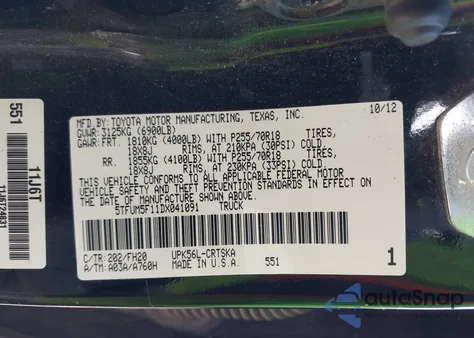 MFD.BY: TOYOTA MOTOR MANUFACTURING, TEXAS, INC. 10/12
GVWR: 3125KG (6900LB)
GAWR: FRT. 1810KG (4000LB) WITH P255/70R18 TIRES,
18X8J RIMS, AT 210KPA (30PSI) COLD.
RR. 1855KG (4100LB) WITH P255/70R18 TIRES,
18X8J RIMS, AT 230KPA (33PSI) COLD.
THIS VEHICLE CONFORMS TO ALL APPLICABLE FEDERAL MOTOR
VEHICLE SAFETY AND THEFT PREVENTION STANDARDS IN EFFECT ON
THE DATE OF MANUFACTURE SHOWN ABOVE.
5TFUM5F11DX041091 TRUCK
C/TR: 202/FH20 UPK56L-CRTSKA
A/TM: A03A/A760H MADE IN U.S.A. 551 1
551
11J6T
autoSnap